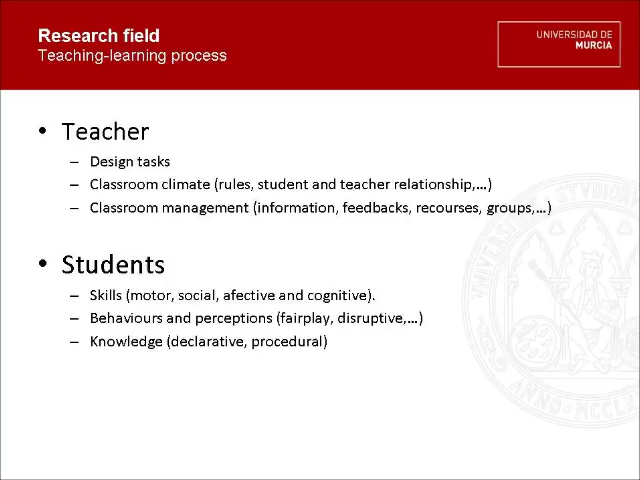 Research field
Teaching-learning process
UNIVERSIDAD DE
MURCIA
• Teacher
– Design tasks
– Classroom climate (rules, student and teacher relationship,...)
– Classroom management (information, feedbacks, recourses, groups,...)
• Students
– Skills (motor, social, afective and cognitive).
– Behaviours and perceptions (fairplay, disruptive,...)
– Knowledge (declarative, procedural)